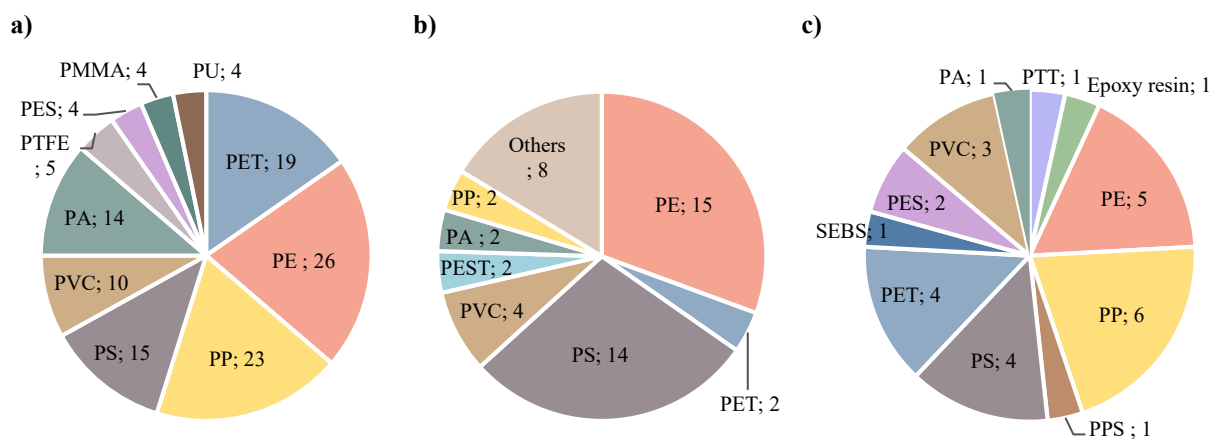 a)
PMMA; 4
PU; 4
PES; 4
PTFE
; 5
PET; 19
PA; 14
PE ; 26
PVC; 10
PS; 15
PP; 23
b)
Others
; 8
PP; 2
PE; 15
PA ; 2
PEST; 2
PVC; 4
PS; 14
PET; 2
c)
PA; 1
PTT; 1
Epoxy resin; 1
PVC; 3
PE; 5
PES; 2
SEBS; 1
PET; 4
PP; 6
PS; 4
PPS ; 1